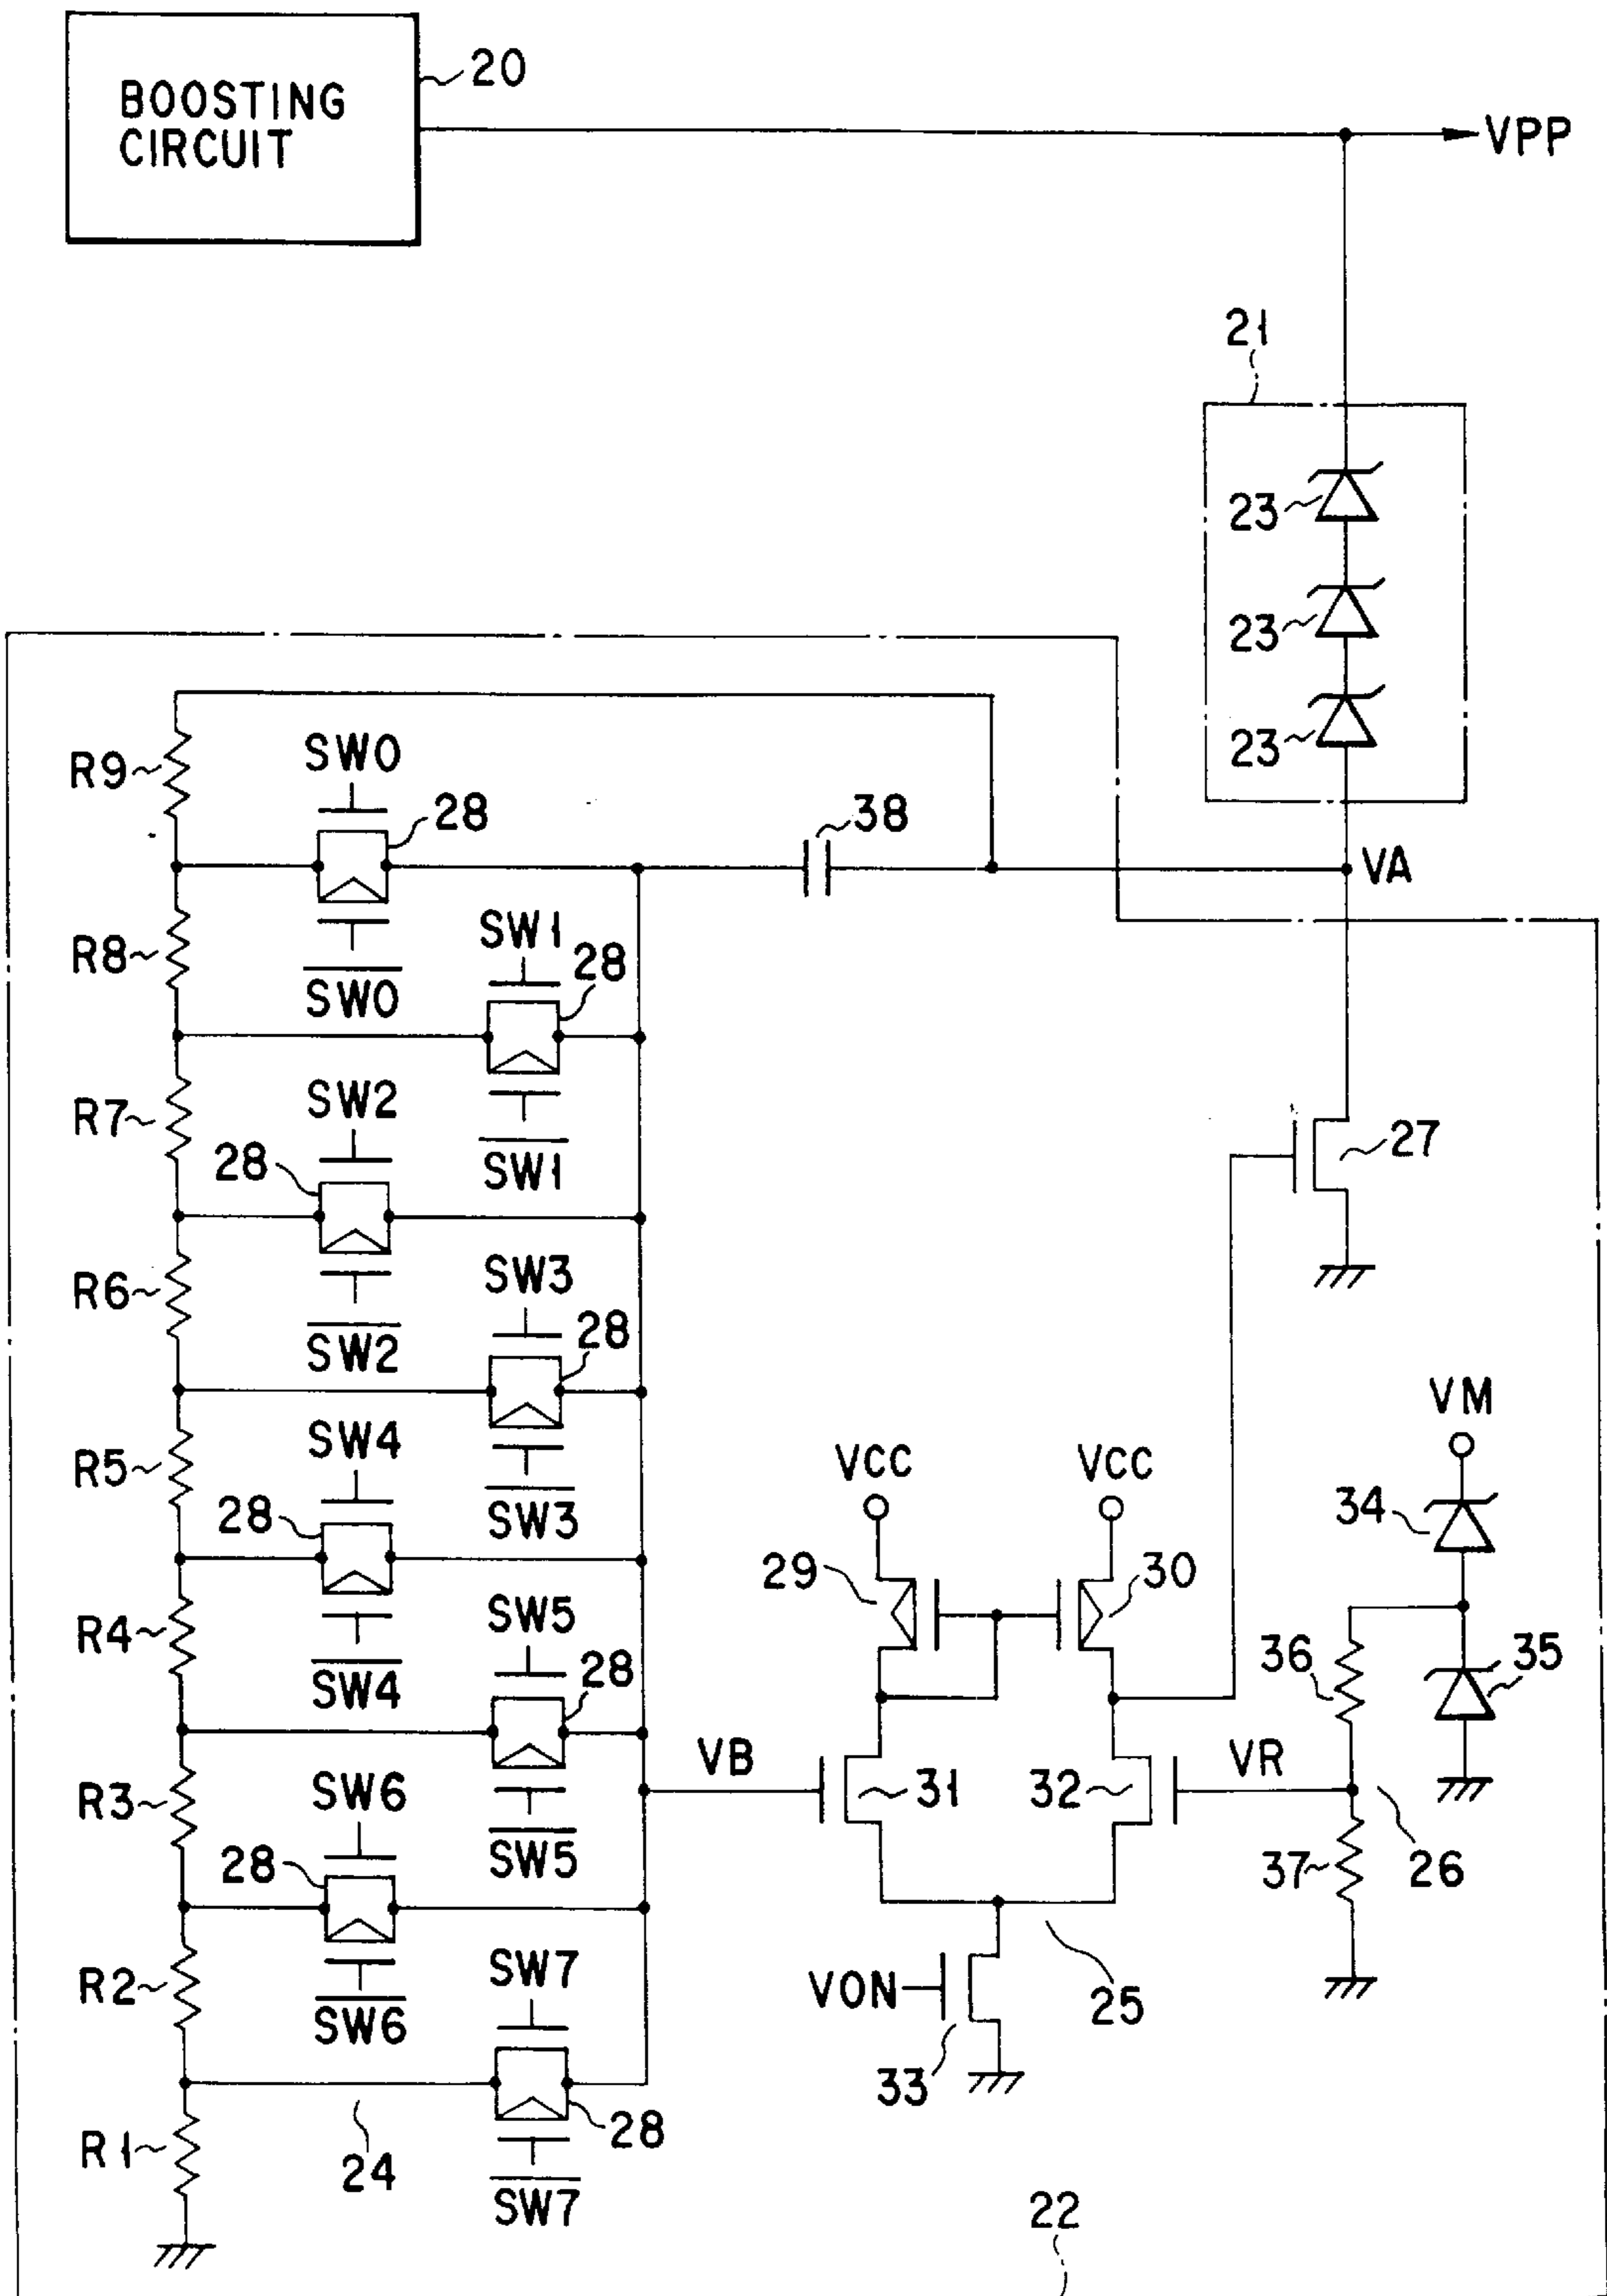 BOOSTING
CIRCUIT
20
VPP
21
23
23
23
R9
SW0
28
38
VA
R8
SW0
SW1
28
R7
SW2
SW1
27
28
R6
SW3
SW2
28
VM
R5
SW4
VCC
VCC
34
28
SW3
29
30
R4
SW5
36
35
SW4
28
R3
SW6
VB
31
32
VR
28
SW5
37
26
R2
SW7
VON
25
SW6
33
R1
28
24
SW7
22